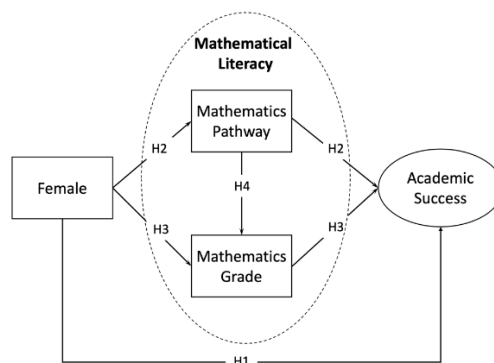 Mathematical
Literacy
Mathematics
Pathway
H2
H2
Female
H4
Academic
Success
H3
H3
Mathematics
Grade
H1